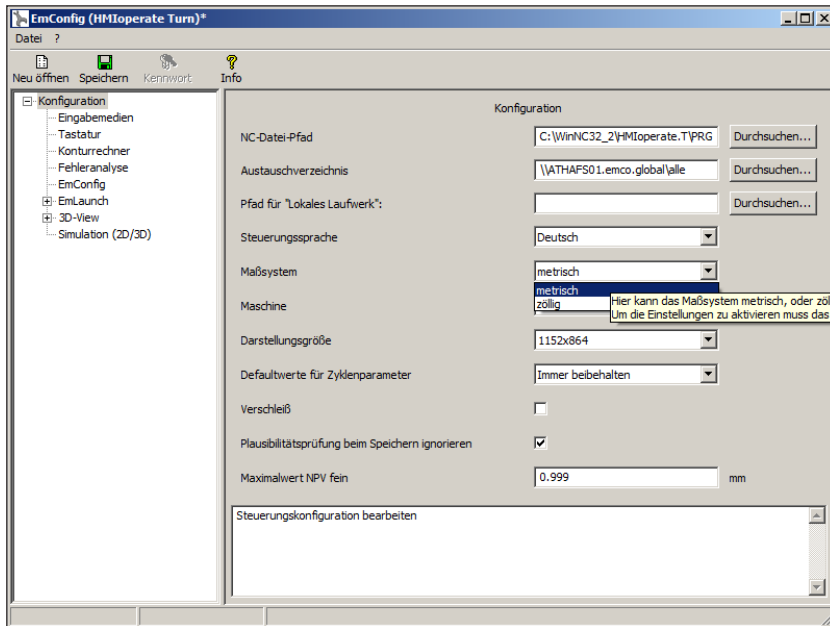 EmConfig (HMIoperate Turn)*
Datei ?
Neu öffnen Speichern Kennwort Info
Konfiguration
Eingabemedien
Tastatur
Konturrechner
Fehleranalyse
EmConfig
EmLaunch
3D-View
Simulation (2D/3D)
Konfiguration
NC-Datei-Pfad C:\WinNC32_2\HMIoperate.T\PRG Durchsuchen...
Austauschverzeichnis \\ATHAFS01.emco.global\alle Durchsuchen...
Pfad für "Lokales Laufwerk": Durchsuchen...
Steuerungssprache Deutsch
Maßsystem metrisch
metrisch
zöllig
Hier kann das Maßsystem metrisch, oder zöl
Um die Einstellungen zu aktivieren muss das
Maschine
Darstellungsgröße 1152x864
Defaultwerte für Zyklenparameter Immer beibehalten
Verschleiß
Plausibilitätsprüfung beim Speichern ignorieren
Maximalwert NPV fein 0.999 mm
Steuerungskonfiguration bearbeiten